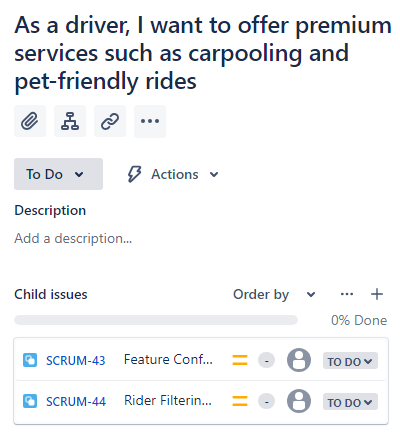 As a driver, I want to offer premium
services such as carpooling and
pet-friendly rides
To Do
Actions
Description
Add a description...
Child issues
Order by
0% Done
SCRUM-43 Feature Conf... - TO DO
SCRUM-44 Rider Filterin... - TO DO